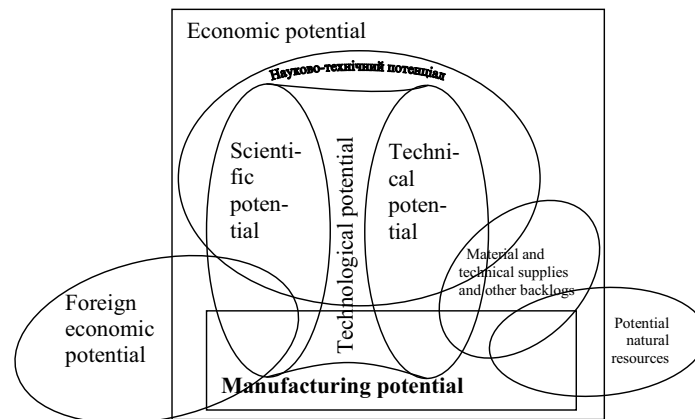 Economic potential
Науково-технічний потенціал
Scienti-
fic
poten-
tial
Technological potential
Techni-
cal
poten-
tial
Material and
technical supplies
and other backlogs
Foreign
economic
potential
Potential
natural
resources
Manufacturing potential